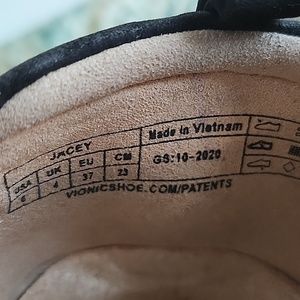 JACEY
USA UK EU CM
6 4 37 23
VIONICSHOE.COM/PATENTS
Made in Vietnam
GS:10-2020